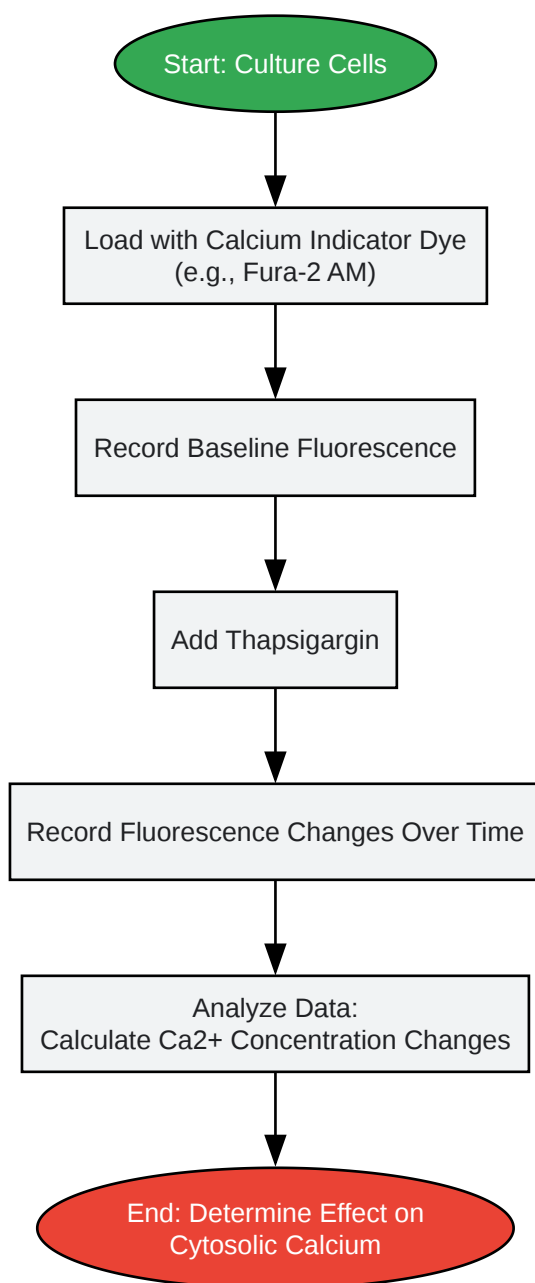 Start: Culture Cells
Load with Calcium Indicator Dye
(e.g., Fura-2 AM)
Record Baseline Fluorescence
Add Thapsigargin
Record Fluorescence Changes Over Time
Analyze Data:
Calculate Ca2+ Concentration Changes
End: Determine Effect on
Cytosolic Calcium